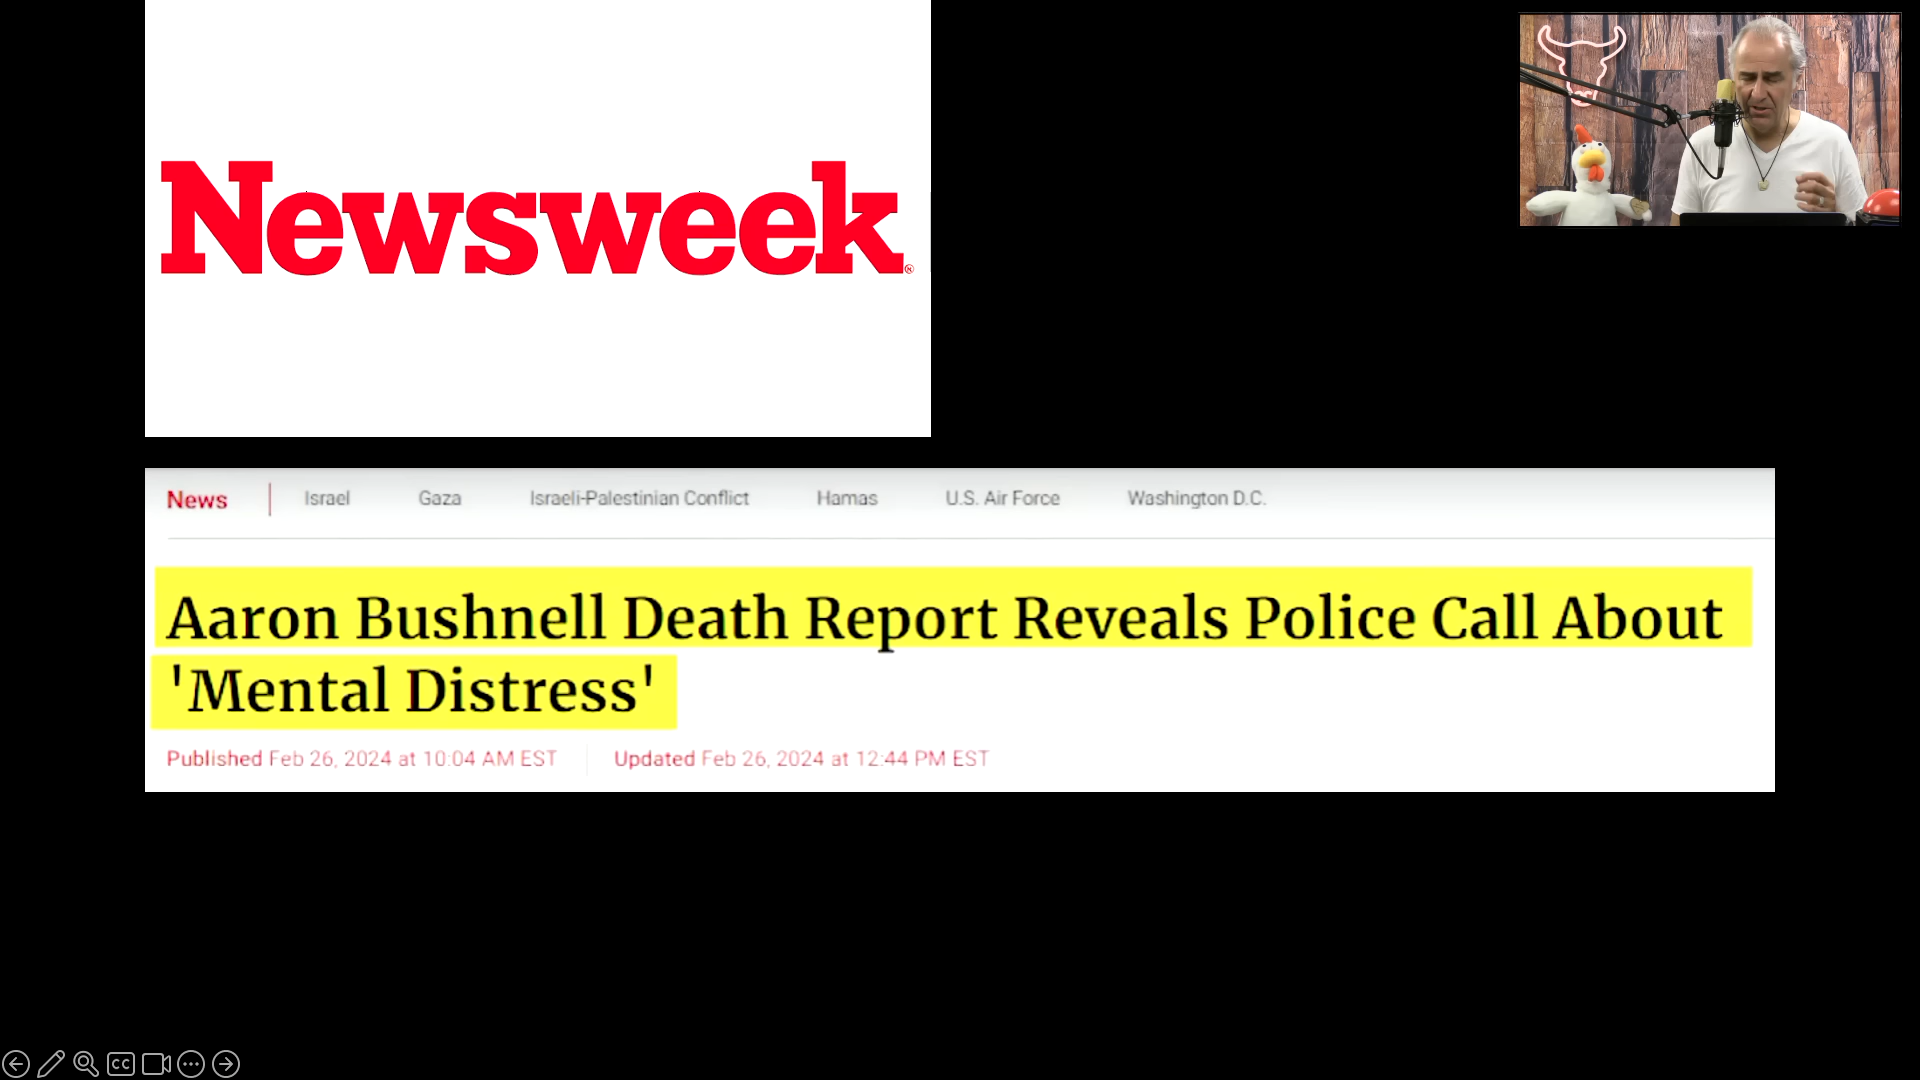 Newsweek®
News | Israel Gaza Israeli-Palestinian Conflict Hamas U.S. Air Force Washington D.C.
Aaron Bushnell Death Report Reveals Police Call About
'Mental Distress'
Published Feb 26, 2024 at 10:04 AM EST Updated Feb 26, 2024 at 12:44 PM EST
CC